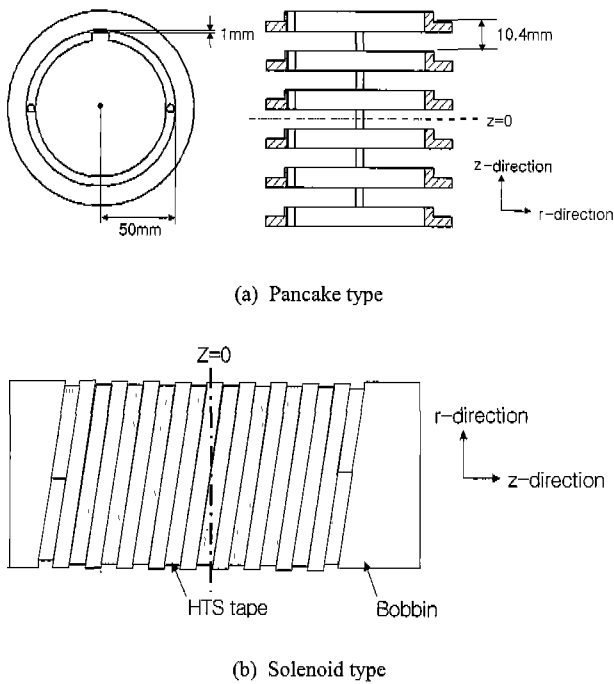 1mm
10.4mm
z=0
z-direction
r-direction
50mm
(a) Pancake type
Z=0
r-direction
z-direction
HTS tape
Bobbin
(b) Solenoid type